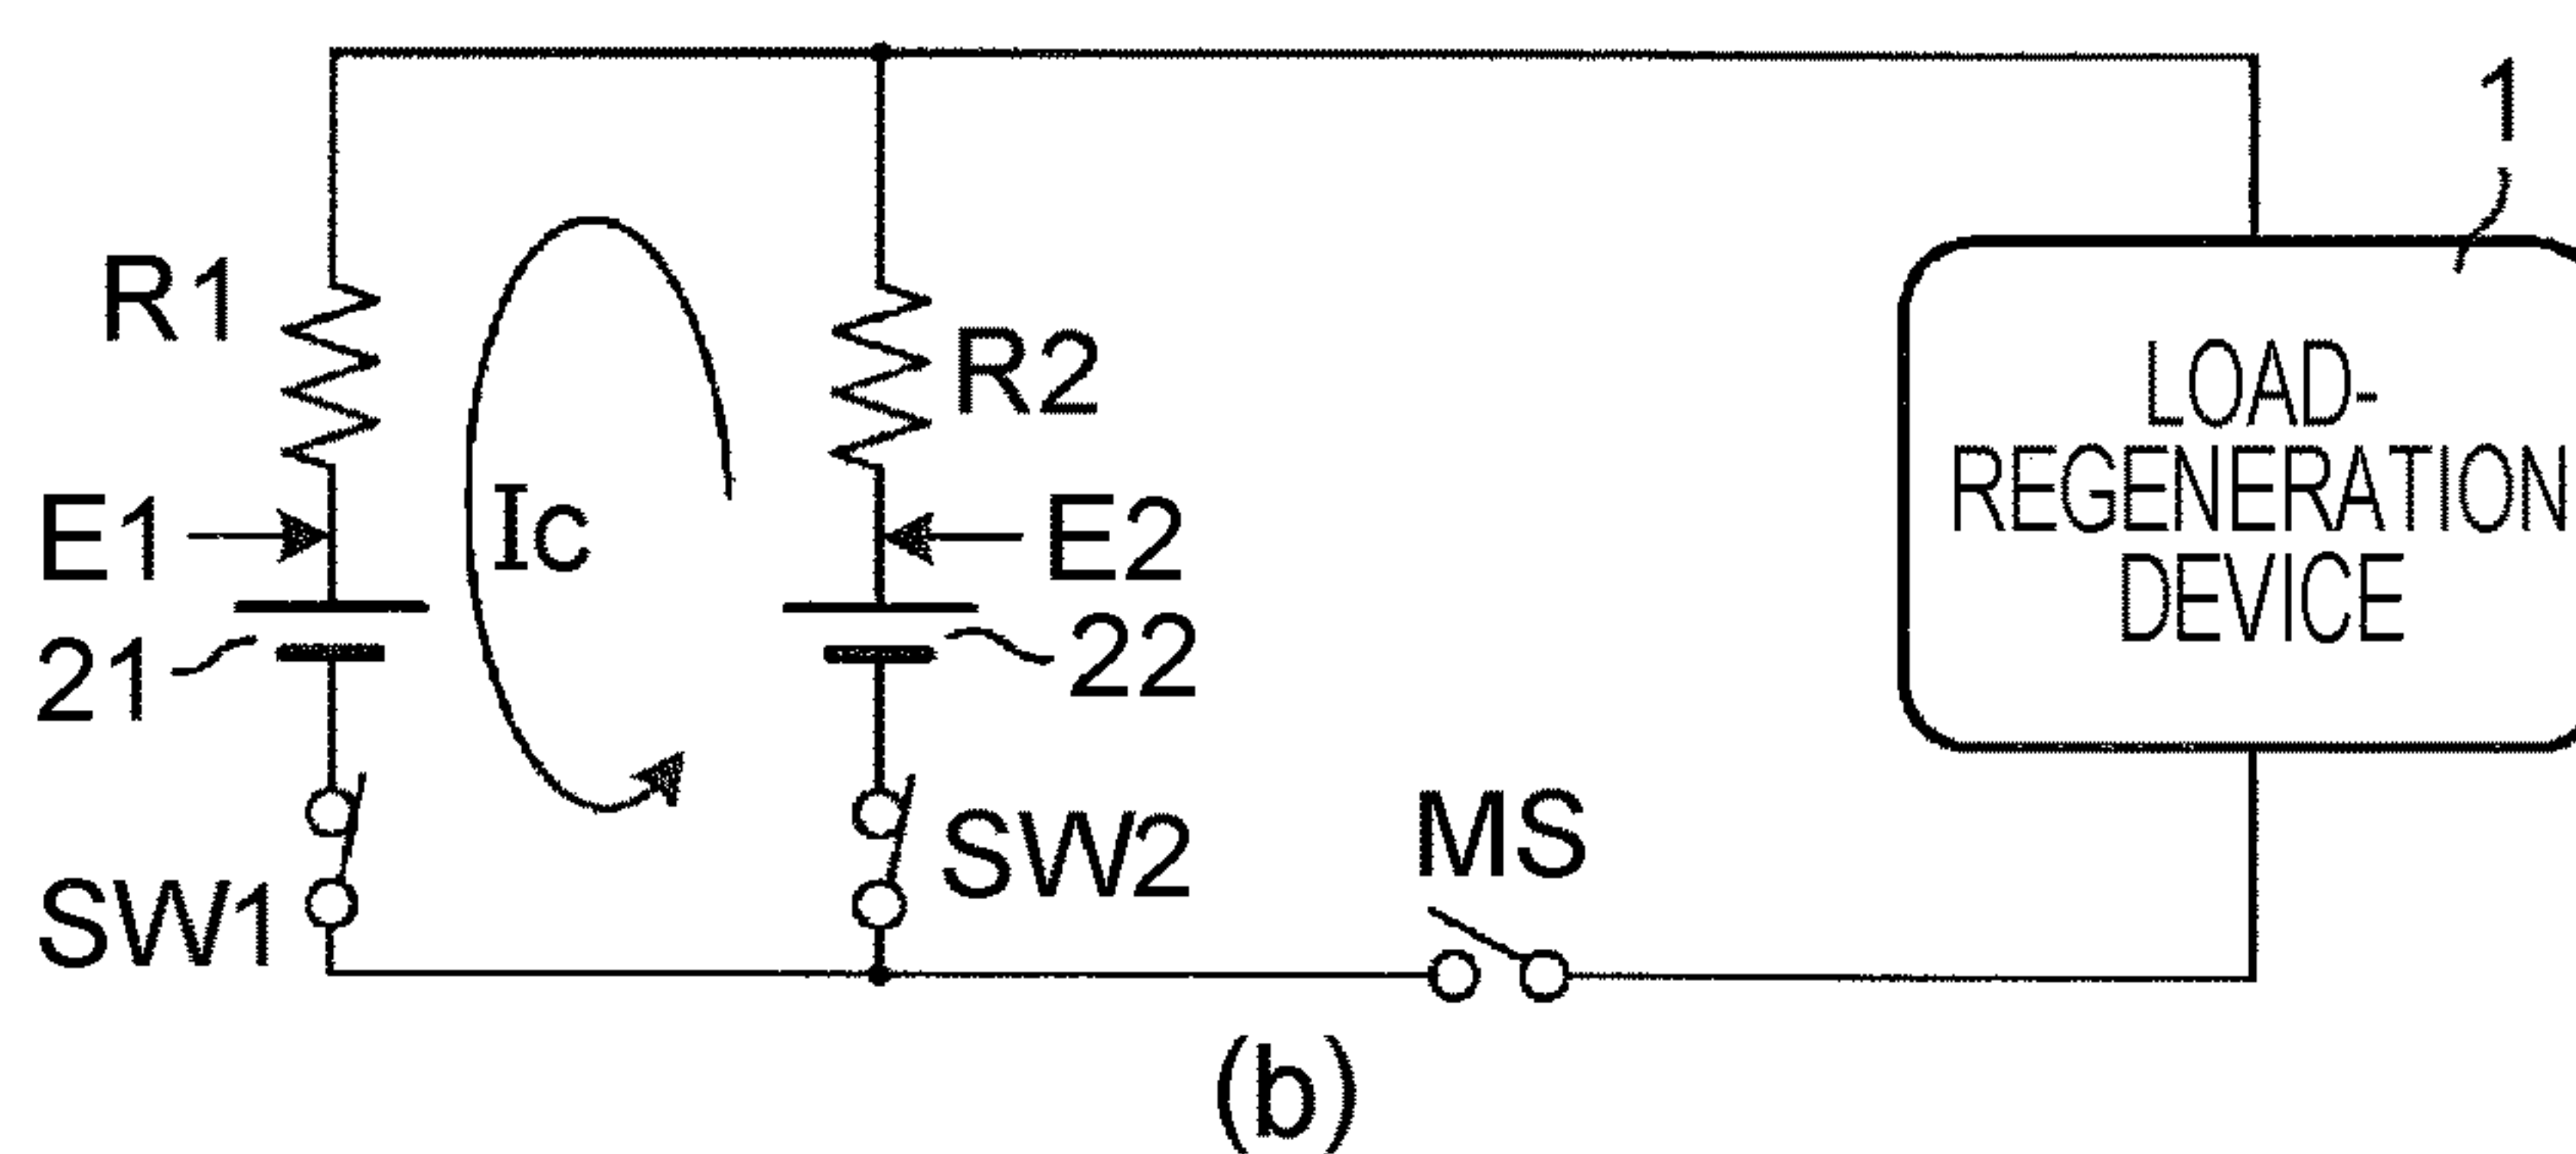 1
R1
R2
LOAD-
REGENERATION
DEVICE
E1
Ic
E2
21
22
SW1
SW2
MS
(b)